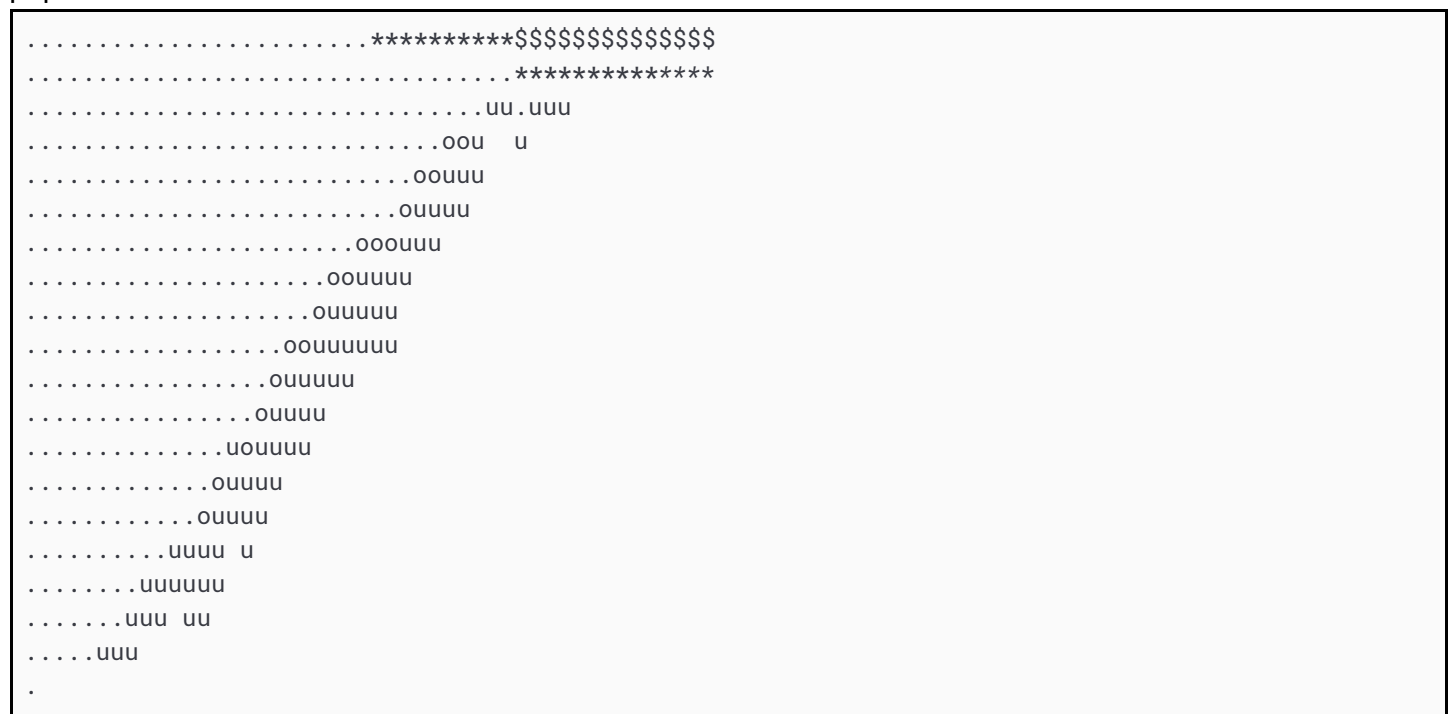 ........................**********$$$$$$$$$$$$$$
..................................**************
................................uu.uuu
.............................oou  u
...........................oouuu
..........................ouuuu
.......................ooouuu
.....................oouuuu
....................ouuuuu
..................oouuuuuu
.................ouuuuu
................ouuuu
..............uouuuu
.............ouuuu
............ouuuu
..........uuuu u
........uuuuuu
.......uuu uu
.....uuu
.